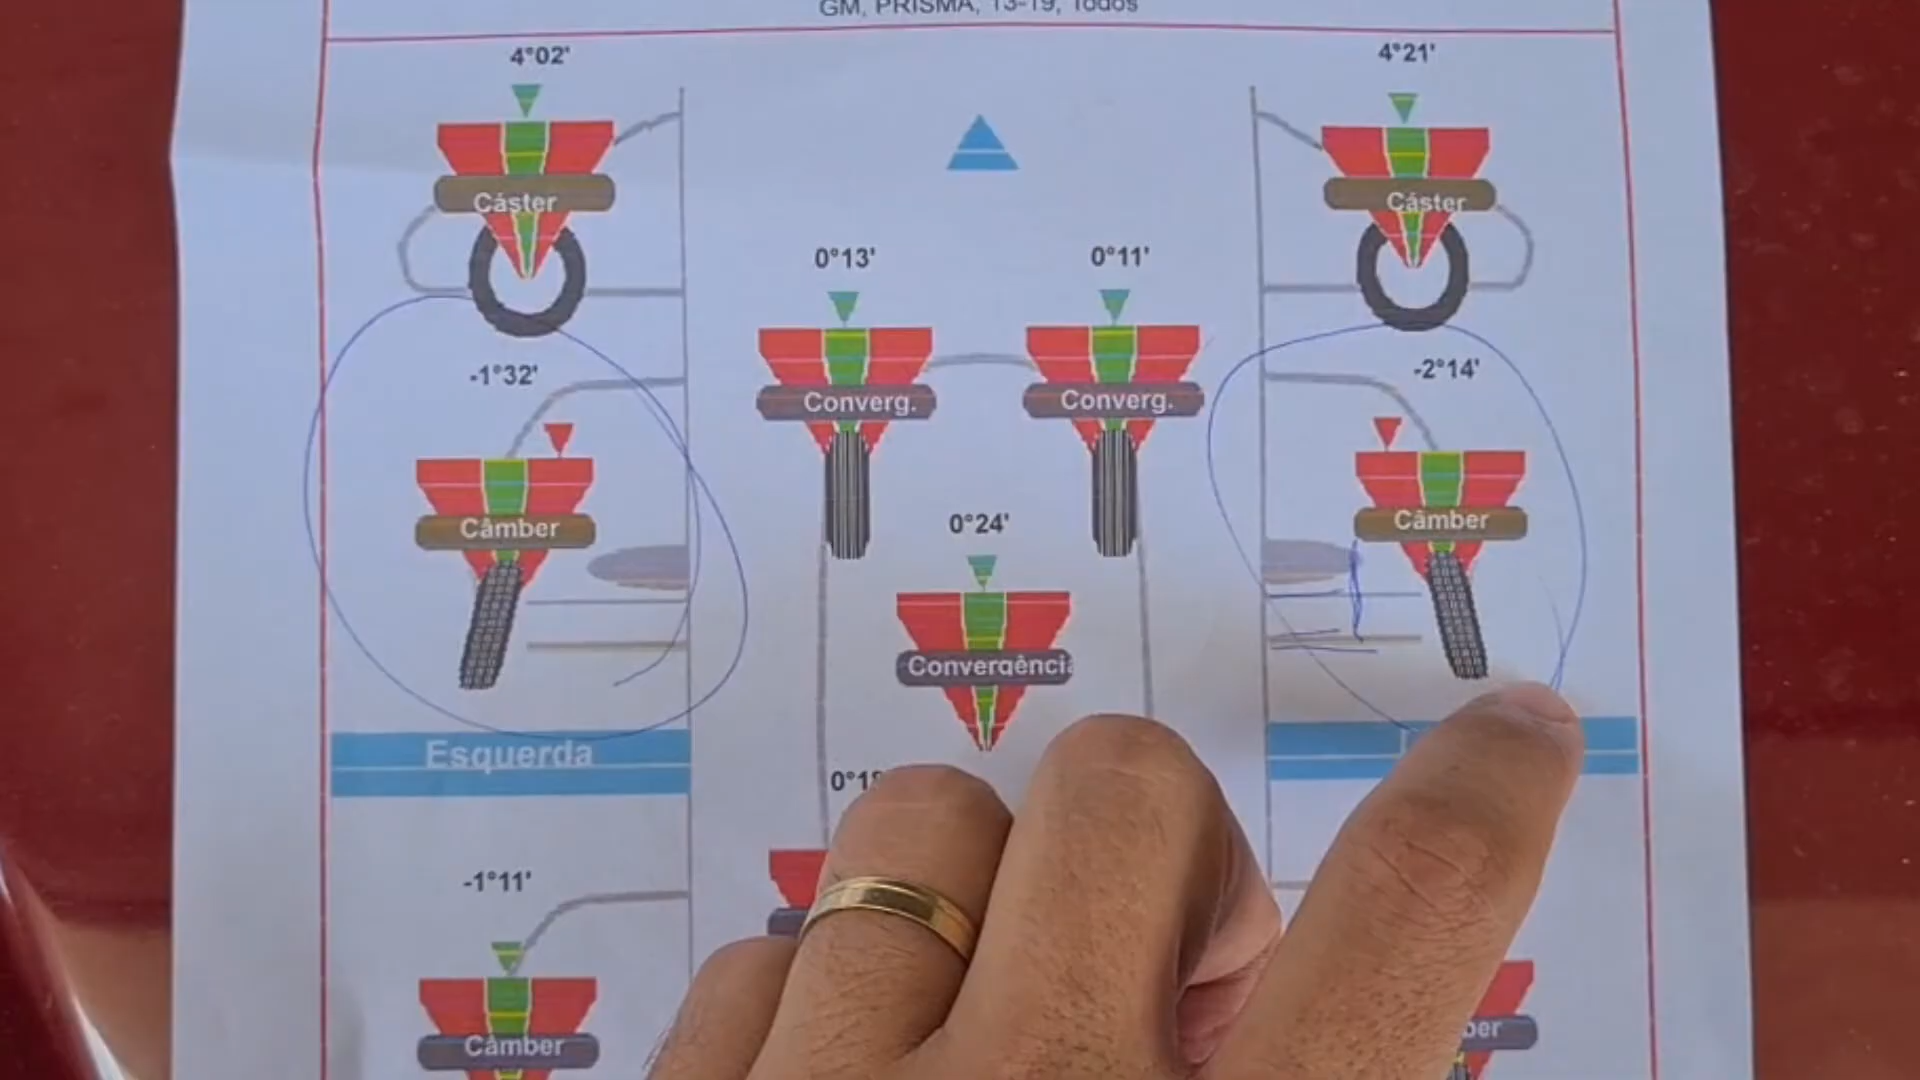 GM, PRISMA, 13-19, Todos
4°02'
4°21'
Cáster
Cáster
0°13'
0°11'
-1°32'
-2°14'
Converg.
Converg.
Câmber
Câmber
0°24'
Convergência
Esquerda
-1°11'
Câmber